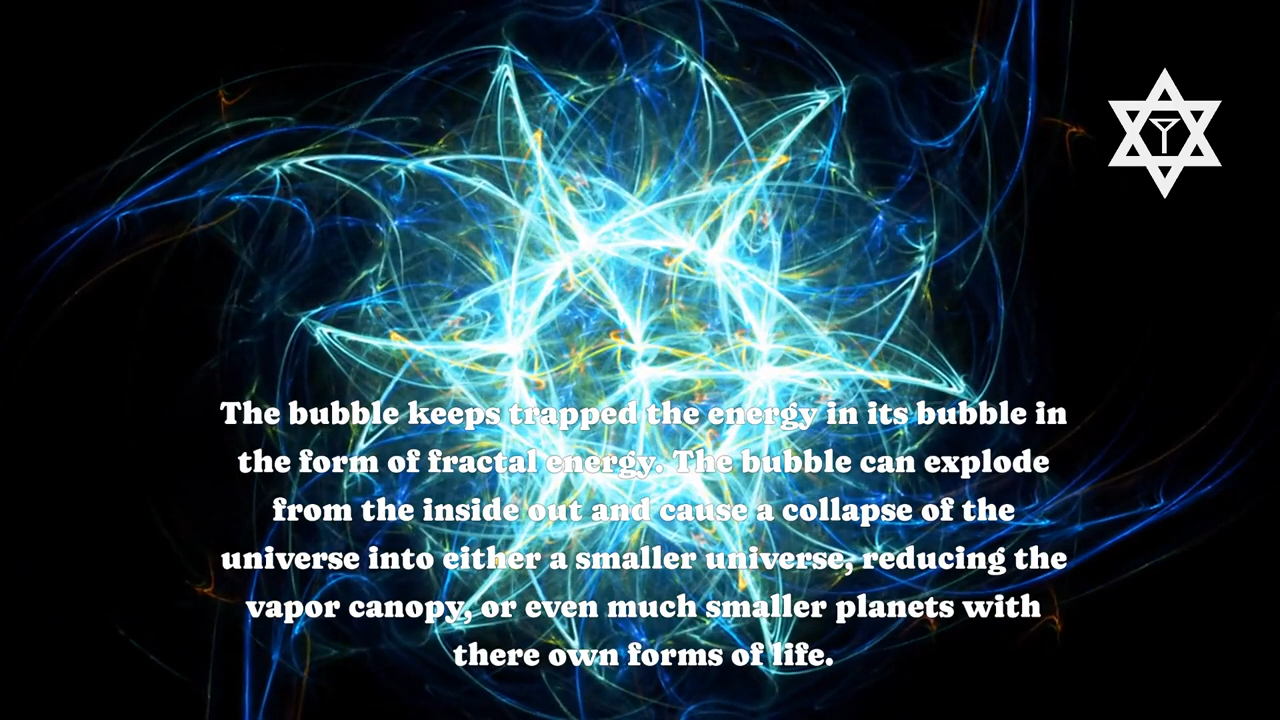 The bubble keeps trapped the energy in its bubble in
the form of fractal energy. The bubble can explode
from the inside out and cause a collapse of the
universe into either a smaller universe, reducing the
vapor canopy, or even much smaller planets with
there own forms of life.